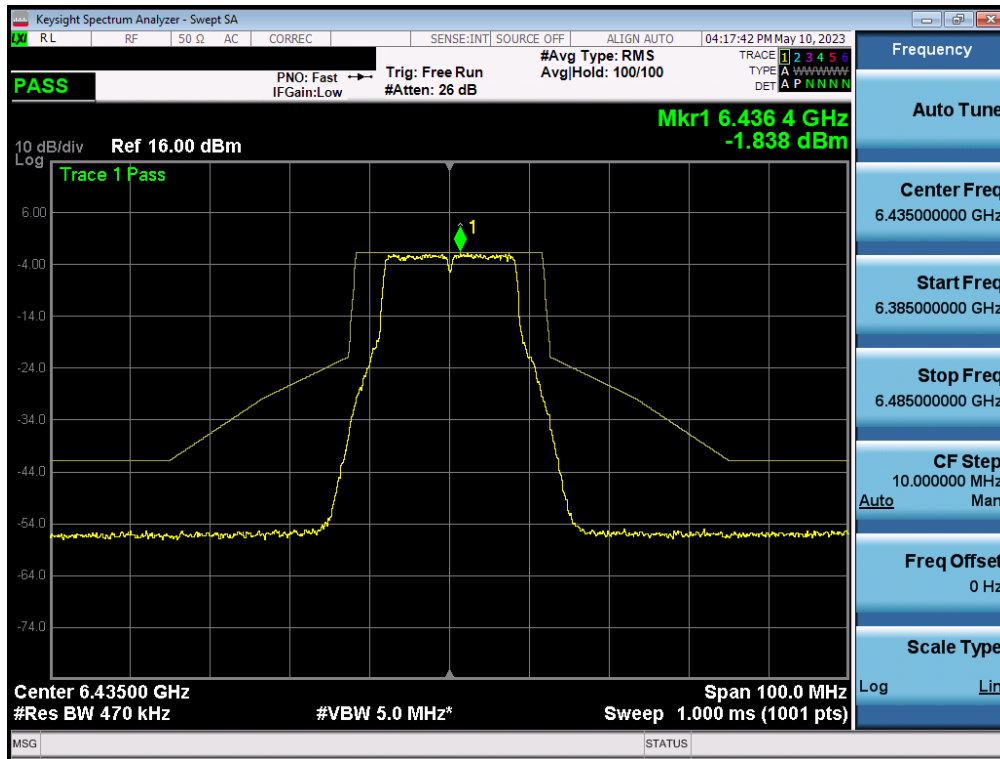 Keysight Spectrum Analyzer - Swept SA
LXI RL RF 50 Ω AC CORREC SENSE:INT SOURCE OFF ALIGN AUTO 04:17:42 PM May 10, 2023
PASS
PNO: Fast
IFGain:Low
Trig: Free Run
#Atten: 26 dB
#Avg Type: RMS
Avg|Hold: 100/100
TRACE 1 2 3 4 5 6
TYPE A WWWWW
DET A P N N N N
Mkr1 6.436 4 GHz
-1.838 dBm
10 dB/div Ref 16.00 dBm
Log
Trace 1 Pass
1
6.00
-4.00
-14.0
-24.0
-34.0
-44.0
-54.0
-64.0
-74.0
Center 6.43500 GHz Span 100.0 MHz
#Res BW 470 kHz #VBW 5.0 MHz* Sweep 1.000 ms (1001 pts)
MSG STATUS
Frequency
Auto Tune
Center Freq
6.435000000 GHz
Start Freq
6.385000000 GHz
Stop Freq
6.485000000 GHz
CF Step
10.000000 MHz
Auto Man
Freq Offset
0 Hz
Scale Type
Log Lin